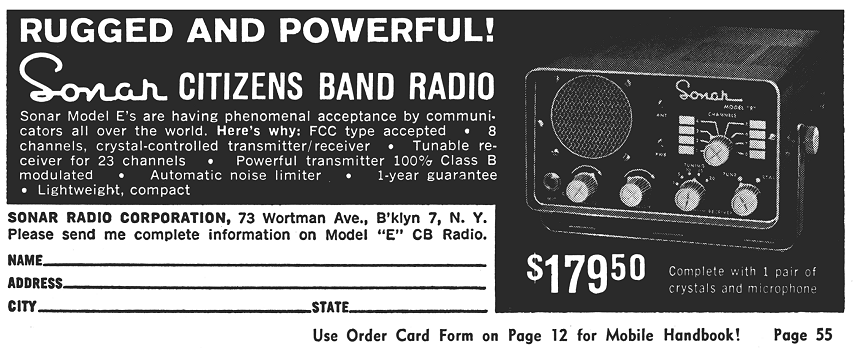 RUGGED AND POWERFUL!
Sonar CITIZENS BAND RADIO
Sonar Model E's are having phenomenal acceptance by communi-
cators all over the world. Here's why: FCC type accepted • 8
channels, crystal-controlled transmitter/receiver • Tunable re-
ceiver for 23 channels • Powerful transmitter 100% Class B
modulated • Automatic noise limiter • 1-year guarantee
• Lightweight, compact
SONAR RADIO CORPORATION, 73 Wortman Ave., B'klyn 7, N. Y.
Please send me complete information on Model "E" CB Radio.
NAME
ADDRESS
CITY STATE
Sonar
CHANNELS
ANT
TUNING
$179.50
Complete with 1 pair of
crystals and microphone
Use Order Card Form on Page 12 for Mobile Handbook! Page 55